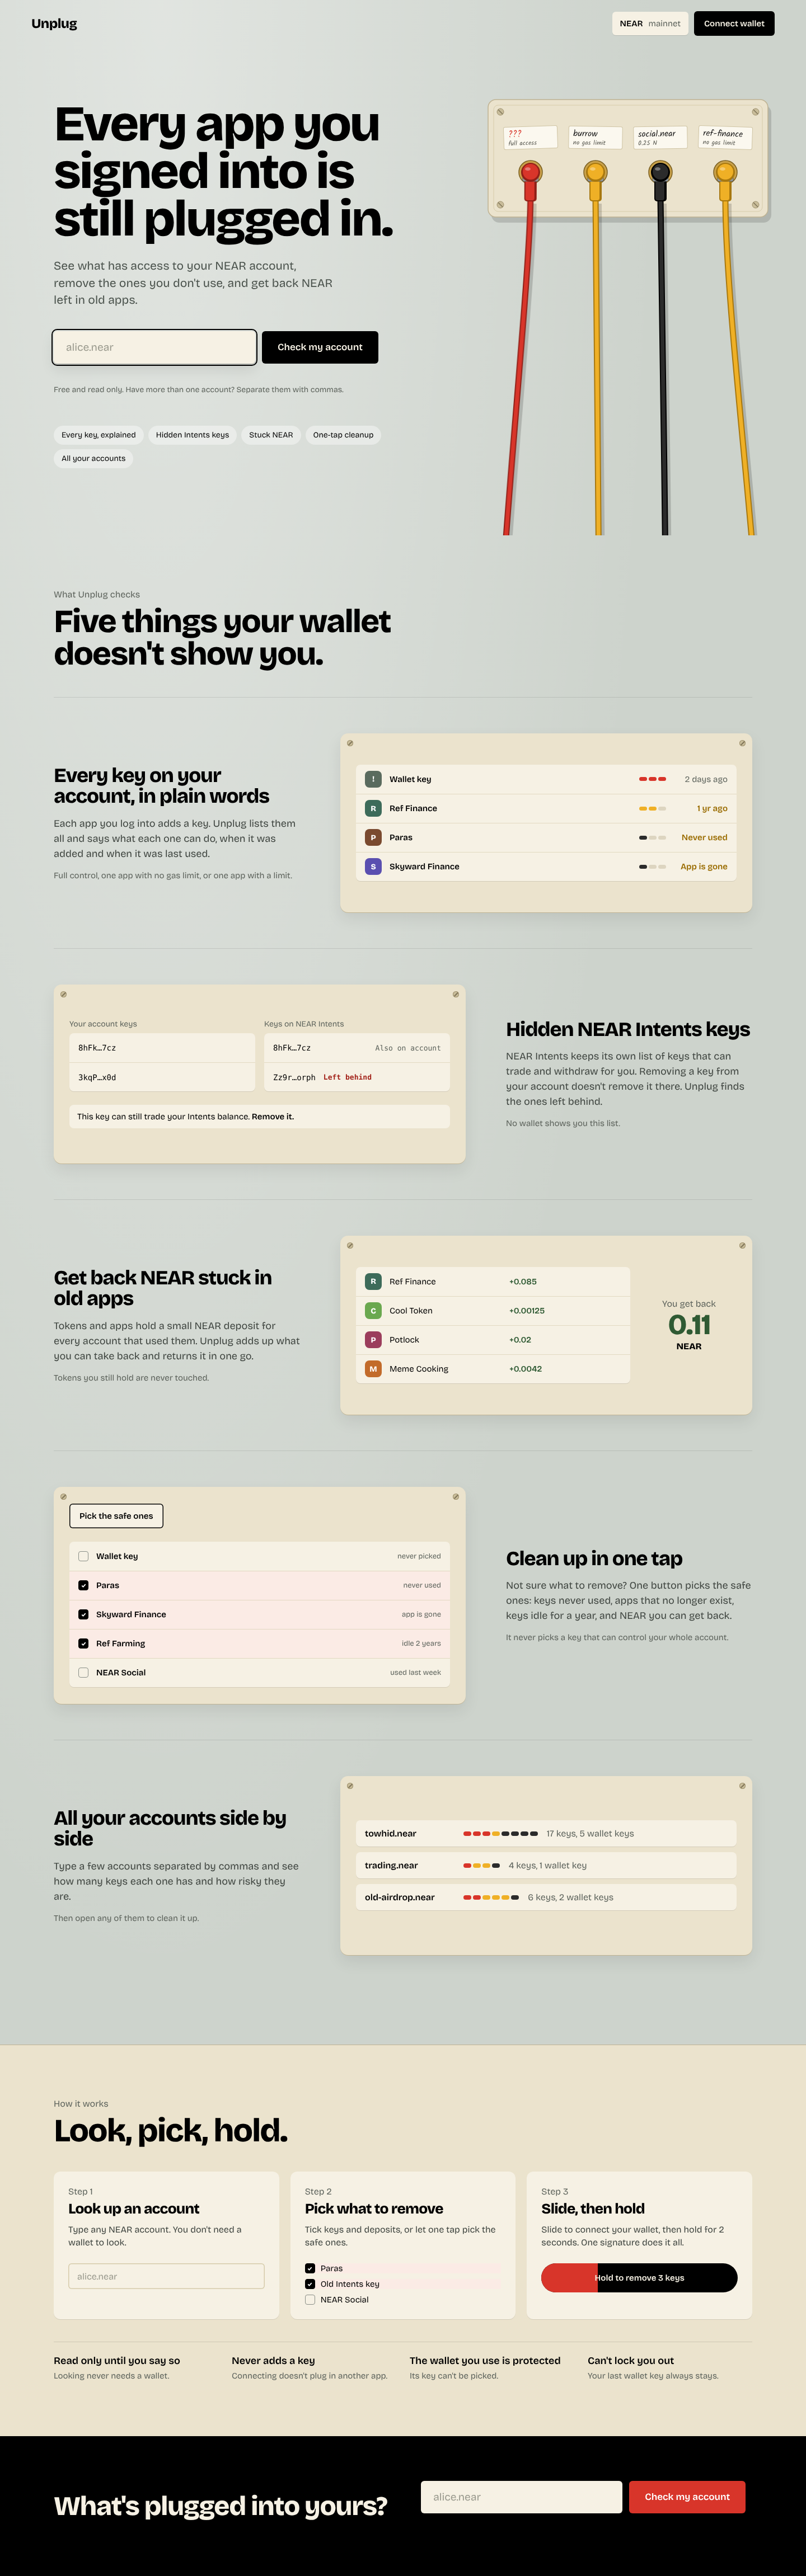 Unplug
NEAR mainnet
Connect wallet
Every app you
signed into is
still plugged in.
See what has access to your NEAR account,
remove the ones you don't use, and get back NEAR
left in old apps.
alice.near
Check my account
Free and read only. Have more than one account? Separate them with commas.
Every key, explained
Hidden Intents keys
Stuck NEAR
One-tap cleanup
All your accounts
???
full access
burrow
no gas limit
social.near
0.25 N
ref-finance
no gas limit
What Unplug checks
Five things your wallet
doesn't show you.
Every key on your
account, in plain words
Each app you log into adds a key. Unplug lists them
all and says what each one can do, when it was
added and when it was last used.
Full control, one app with no gas limit, or one app with a limit.
! Wallet key 2 days ago
R Ref Finance 1 yr ago
P Paras Never used
S Skyward Finance App is gone
Your account keys
8hFk…7cz
3kqP…x0d
Keys on NEAR Intents
8hFk…7cz Also on account
Zz9r…orph Left behind
This key can still trade your Intents balance. Remove it.
Hidden NEAR Intents keys
NEAR Intents keeps its own list of keys that can
trade and withdraw for you. Removing a key from
your account doesn't remove it there. Unplug finds
the ones left behind.
No wallet shows you this list.
Get back NEAR stuck in
old apps
Tokens and apps hold a small NEAR deposit for
every account that used them. Unplug adds up what
you can take back and returns it in one go.
Tokens you still hold are never touched.
R Ref Finance +0.085
C Cool Token +0.00125
P Potlock +0.02
M Meme Cooking +0.0042
You get back
0.11
NEAR
Pick the safe ones
Wallet key never picked
Paras never used
Skyward Finance app is gone
Ref Farming idle 2 years
NEAR Social used last week
Clean up in one tap
Not sure what to remove? One button picks the safe
ones: keys never used, apps that no longer exist,
keys idle for a year, and NEAR you can get back.
It never picks a key that can control your whole account.
All your accounts side by
side
Type a few accounts separated by commas and see
how many keys each one has and how risky they
are.
Then open any of them to clean it up.
towhid.near 17 keys, 5 wallet keys
trading.near 4 keys, 1 wallet key
old-airdrop.near 6 keys, 2 wallet keys
How it works
Look, pick, hold.
Step 1
Look up an account
Type any NEAR account. You don't need a
wallet to look.
alice.near
Step 2
Pick what to remove
Tick keys and deposits, or let one tap pick the
safe ones.
Paras
Old Intents key
NEAR Social
Step 3
Slide, then hold
Slide to connect your wallet, then hold for 2
seconds. One signature does it all.
Hold to remove 3 keys
Read only until you say so
Looking never needs a wallet.
Never adds a key
Connecting doesn't plug in another app.
The wallet you use is protected
Its key can't be picked.
Can't lock you out
Your last wallet key always stays.
What's plugged into yours?
alice.near
Check my account